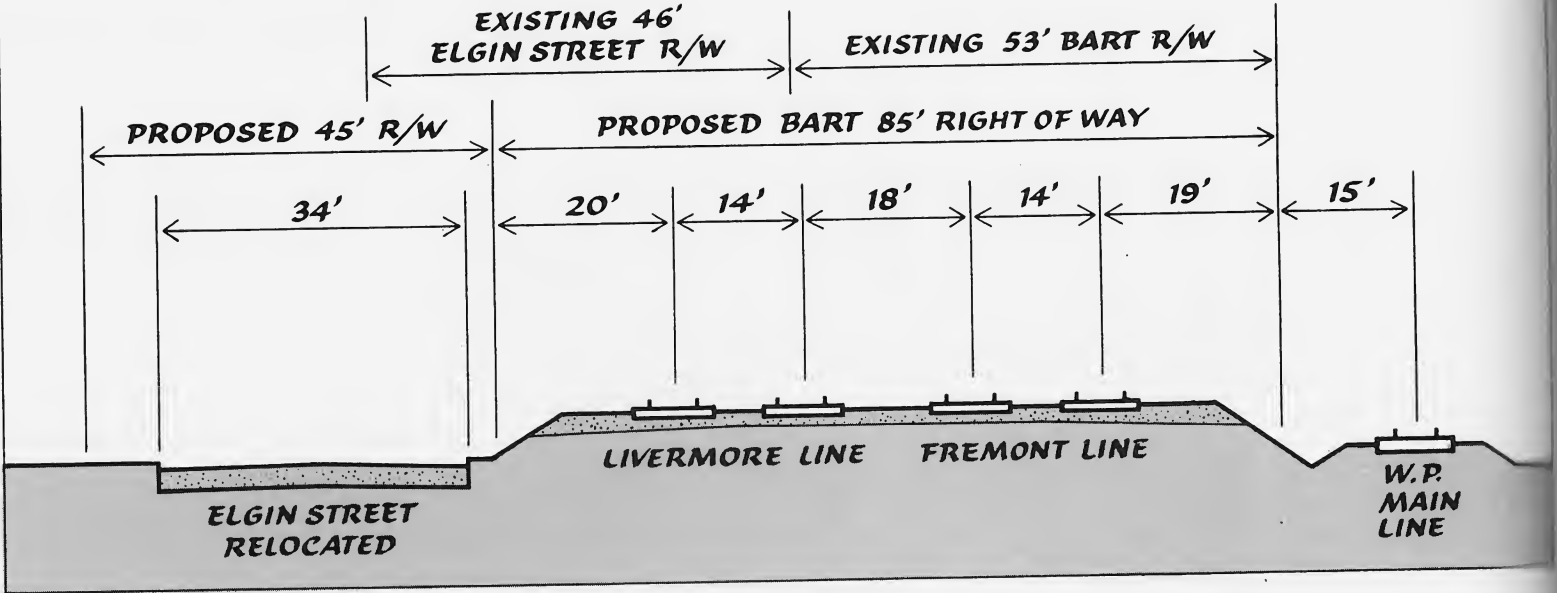 EXISTING 46'
ELGIN STREET R/W
EXISTING 53' BART R/W
PROPOSED 45' R/W
PROPOSED BART 85' RIGHT OF WAY
34'
20'
14'
18'
14'
19'
15'
LIVERMORE LINE
FREMONT LINE
W.P.
MAIN
LINE
ELGIN STREET
RELOCATED